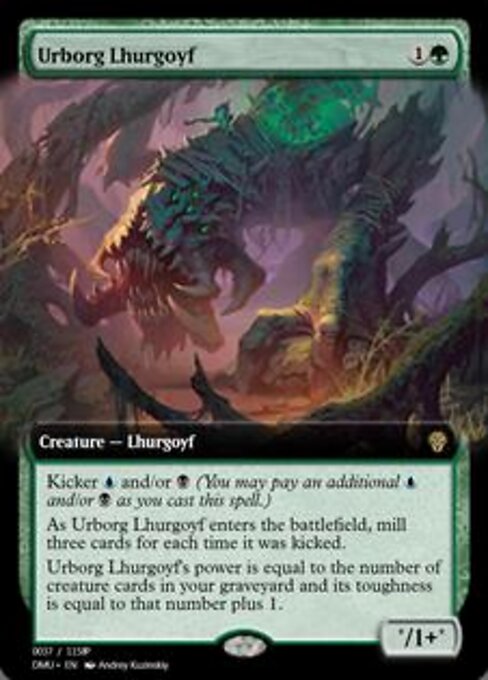 Urborg Lhurgoyf 1
Creature — Lhurgoyf
Kicker and/or (You may pay an additional
and/or as you cast this spell.)
As Urborg Lhurgoyf enters the battlefield, mill
three cards for each time it was kicked.
Urborg Lhurgoyf's power is equal to the number of
creature cards in your graveyard and its toughness
is equal to that number plus 1.
*/1+*
DMU • EN Andrey Kuzinskiy